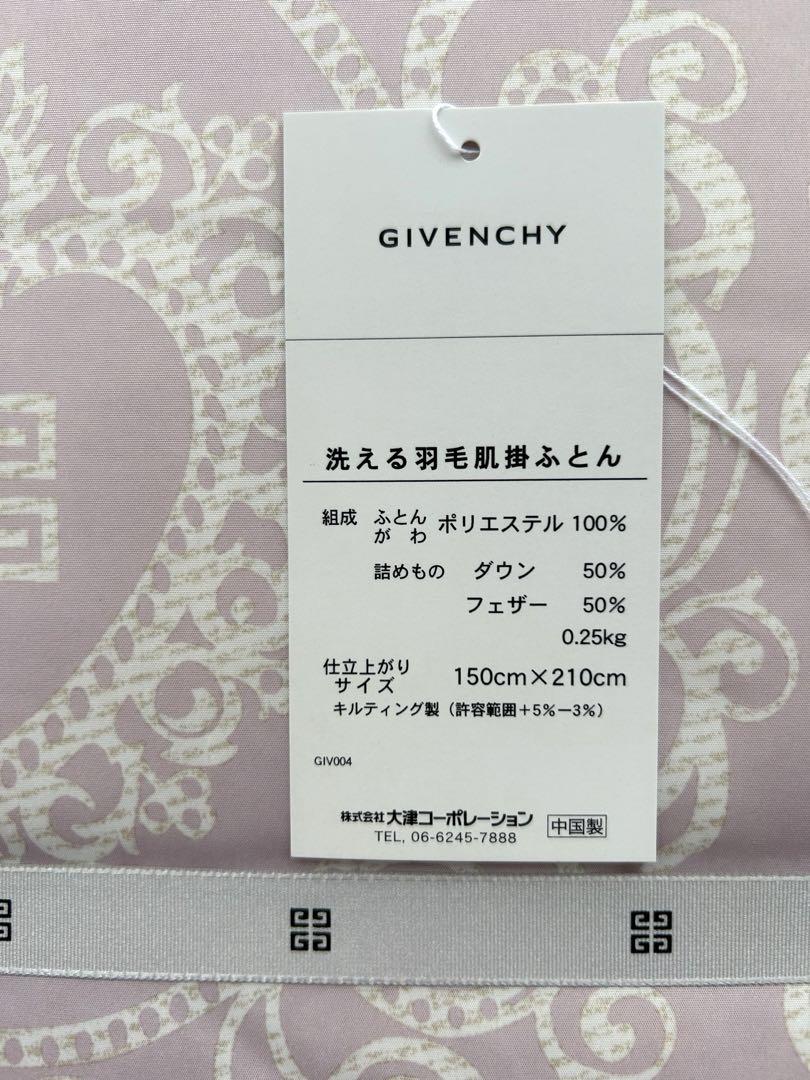 GIVENCHY
洗える羽毛肌掛ふとん
組成 ふとんがわ ポリエステル 100%
詰めもの ダウン 50%
フェザー 50%
0.25kg
仕立上がりサイズ 150cm×210cm
キルティング製（許容範囲+5%ー3%）
GIV004
株式会社大津コーポレーション 中国製
TEL, 06-6245-7888